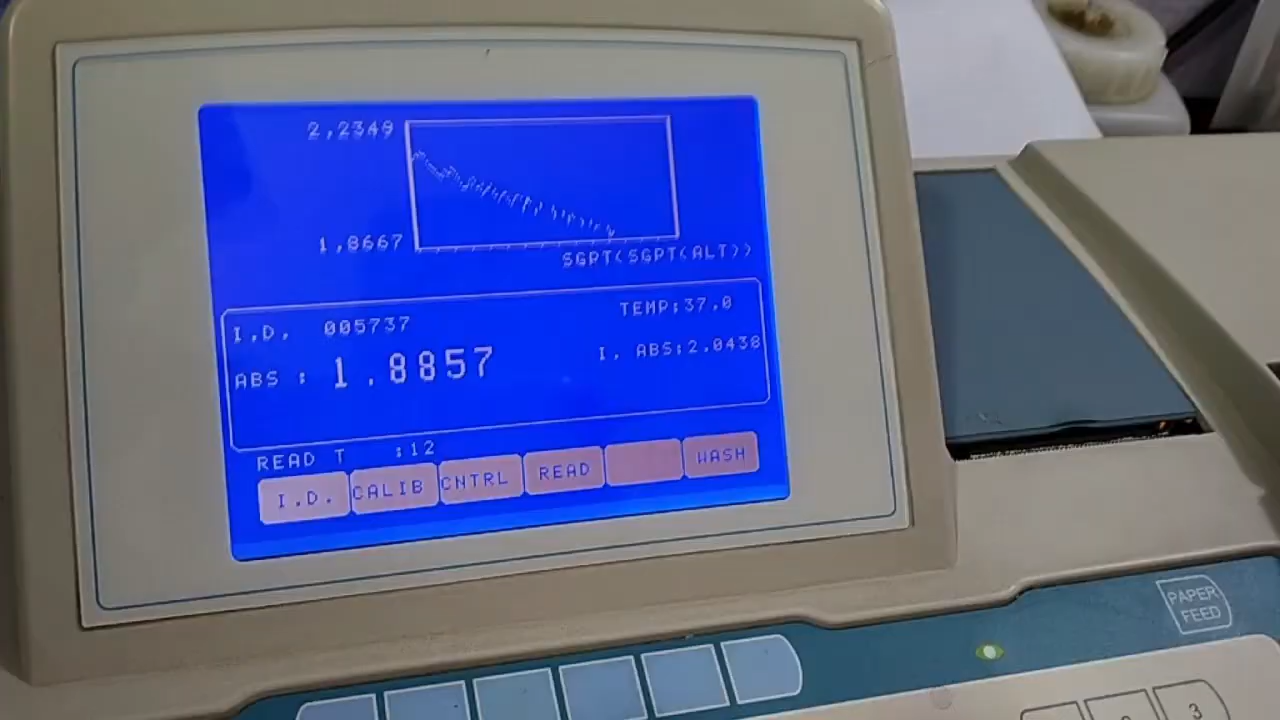 2,2349
1,8667
SGPT(SGPT(ALT))
I.D. 005737
TEMP:37.0
ABS : 1.8857
I. ABS:2.0438
READ T :12
I.D. CALIB CNTRL READ WASH
PAPER
FEED
3